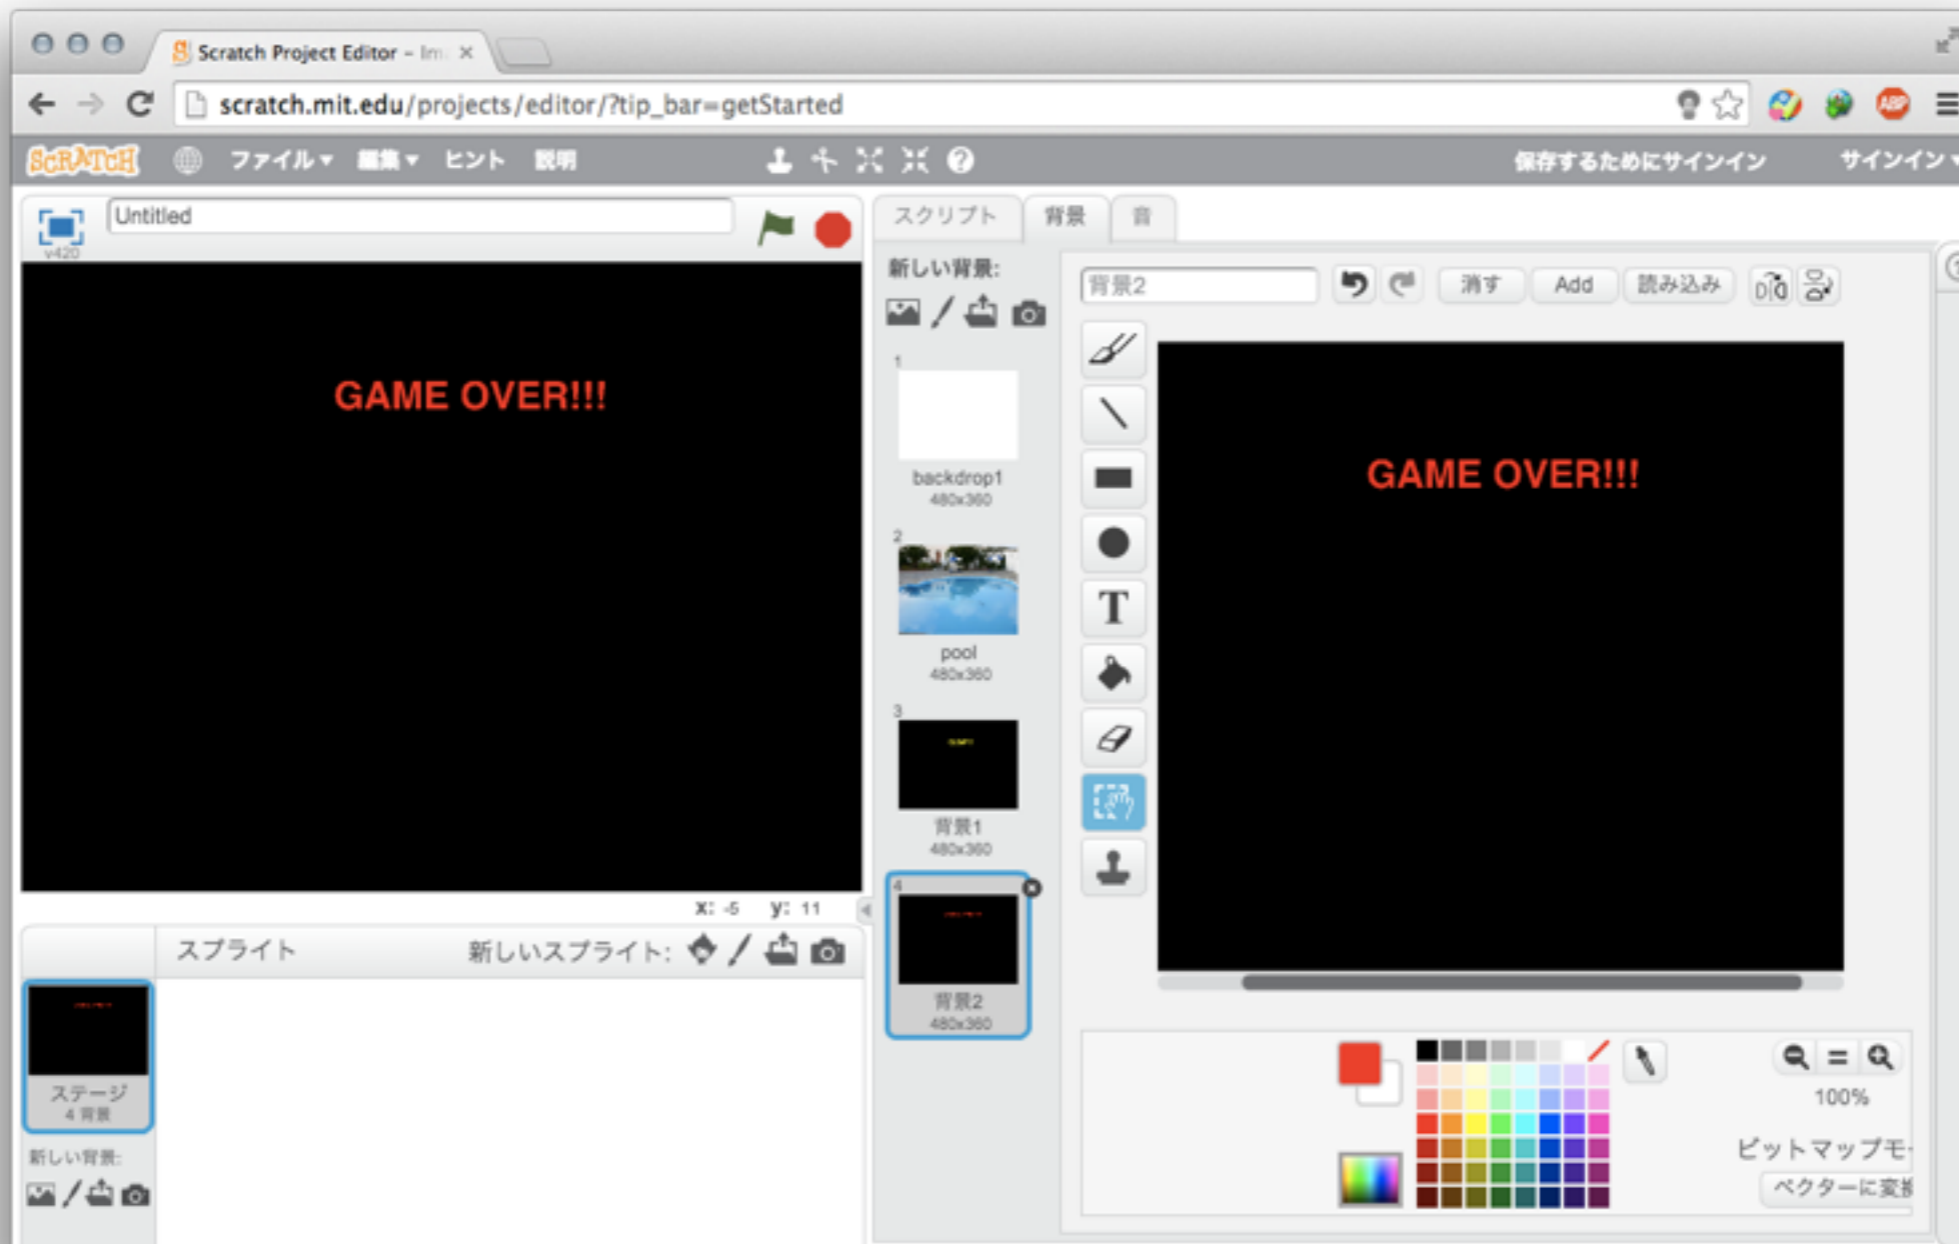 Scratch Project Editor – Im
scratch.mit.edu/projects/editor/?tip_bar=getStarted
ABP
SCRATCH ファイル▼ 編集▼ ヒント 説明 保存するためにサインイン サインイン▼
Untitled
v420
スクリプト 背景 音
新しい背景:
背景2 消す Add 読み込み
GAME OVER!!!
GAME OVER!!!
1
backdrop1
480x360
2
pool
480x360
3
背景1
480x360
4
背景2
480x360
T
x: -5 y: 11
スプライト 新しいスプライト:
ステージ
4 背景
新しい背景:
100%
ビットマップモー
ベクターに変換